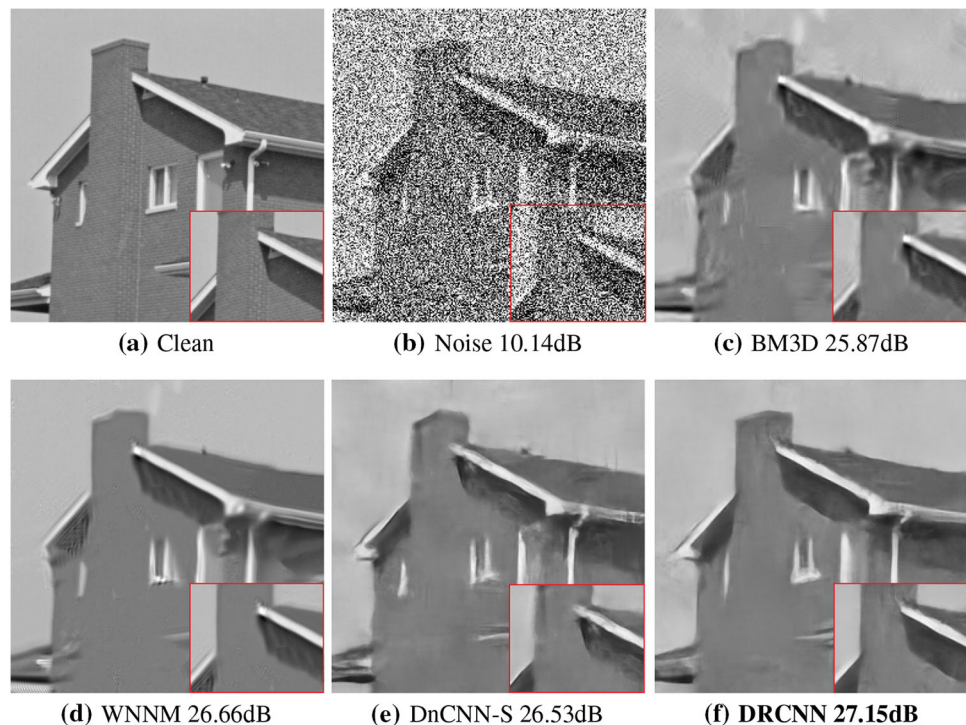 (a) Clean
(b) Noise 10.14dB
(c) BM3D 25.87dB
(d) WNNM 26.66dB
(e) DnCNN-S 26.53dB
(f) DRCNN 27.15dB